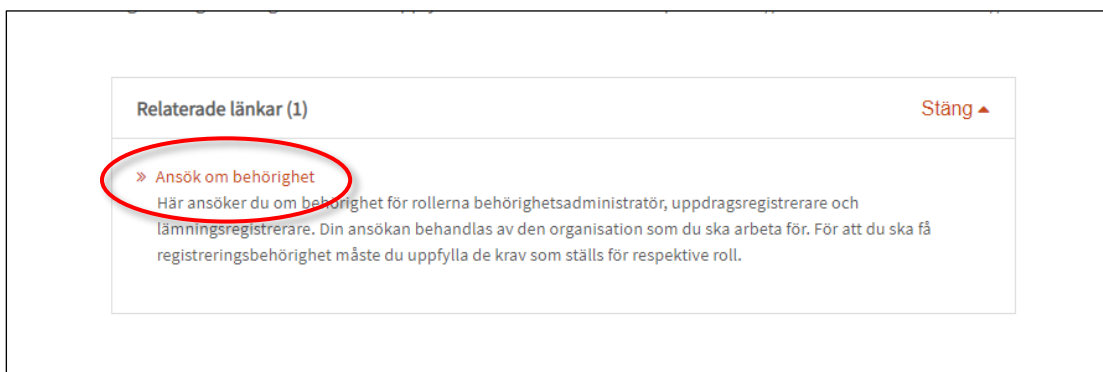 Relaterade länkar (1)
Stäng
» Ansök om behörighet
Här ansöker du om behörighet för rollerna behörighetsadministratör, uppdragsregistrerare och
lämningsregistrerare. Din ansökan behandlas av den organisation som du ska arbeta för. För att du ska få
registreringsbehörighet måste du uppfylla de krav som ställs för respektive roll.